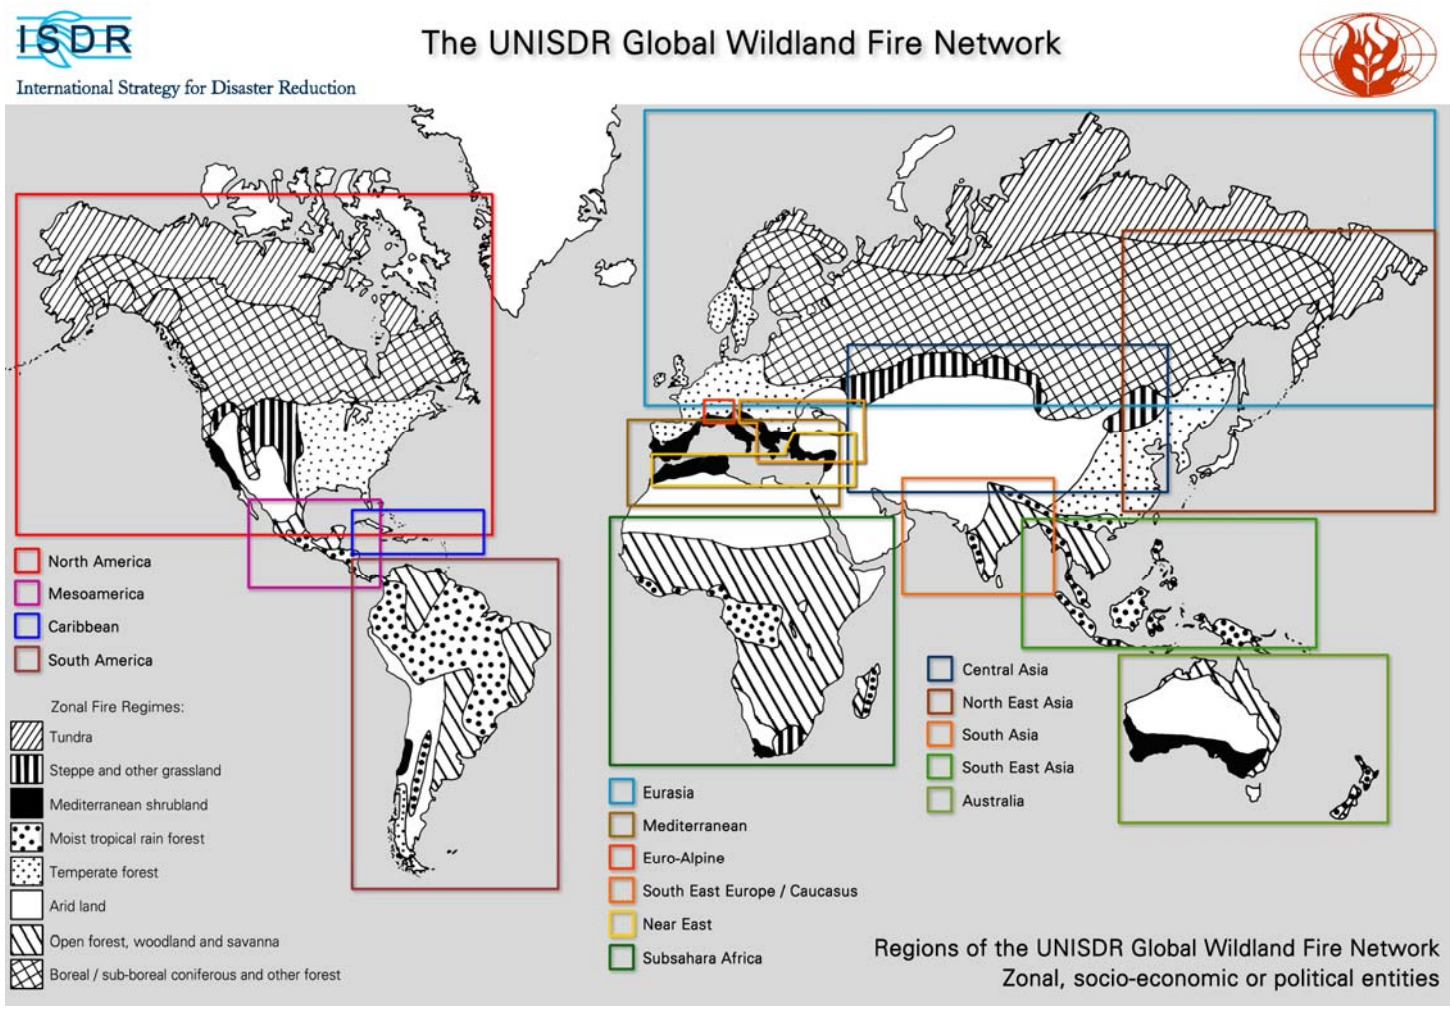 ISDR
International Strategy for Disaster Reduction
The UNISDR Global Wildland Fire Network
North America
Mesoamerica
Caribbean
South America
Zonal Fire Regimes:
Tundra
Steppe and other grassland
Mediterranean shrubland
Moist tropical rain forest
Temperate forest
Arid land
Open forest, woodland and savanna
Boreal / sub-boreal coniferous and other forest
Eurasia
Mediterranean
Euro-Alpine
South East Europe / Caucasus
Near East
Subsahara Africa
Central Asia
North East Asia
South Asia
South East Asia
Australia
Regions of the UNISDR Global Wildland Fire Network
Zonal, socio-economic or political entities